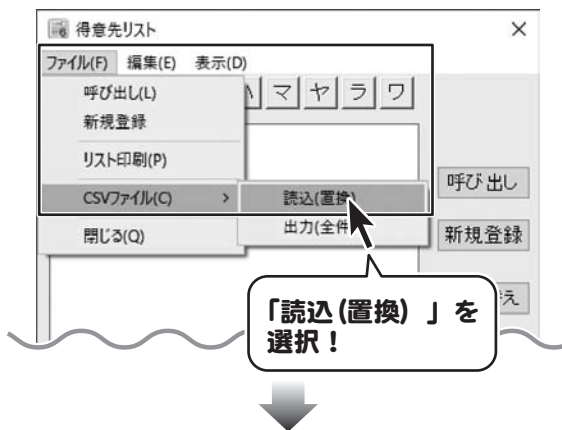 得意先リスト
ファイル(F) 編集(E) 表示(D)
マ ヤ ラ ワ
呼び出し(L)
新規登録
リスト印刷(P)
CSVファイル(C)
読込(置換)
出力(全件
閉じる(Q)
呼び出し
新規登録
え
「読込(置換) 」を
選択!